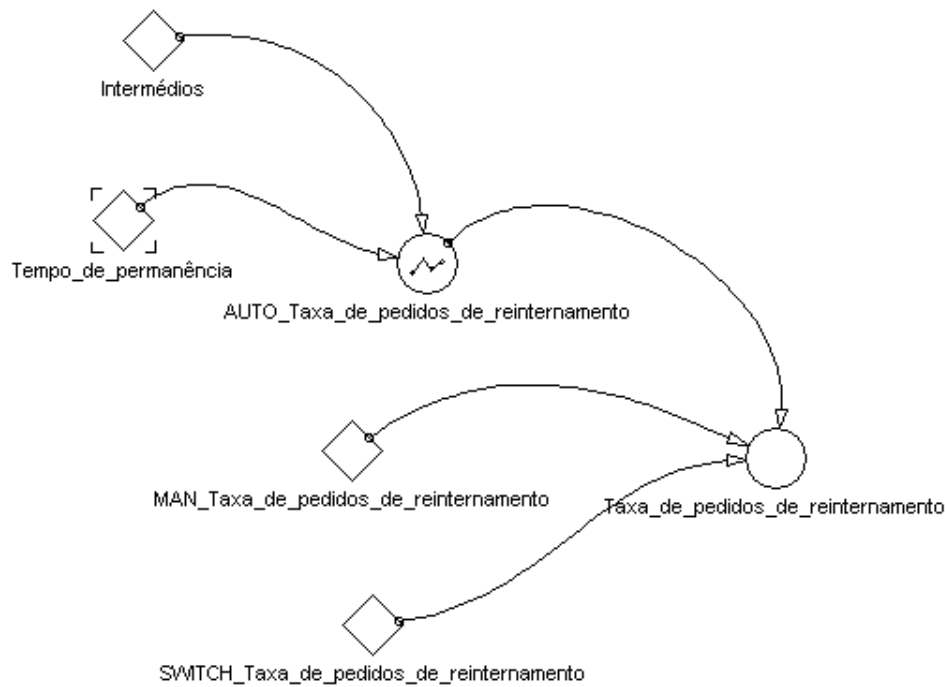 Intermédios
Tempo_de_permanência
AUTO_Taxa_de_pedidos_de_reinternamento
MAN_Taxa_de_pedidos_de_reinternamento
Taxa_de_pedidos_de_reinternamento
SWITCH_Taxa_de_pedidos_de_reinternamento